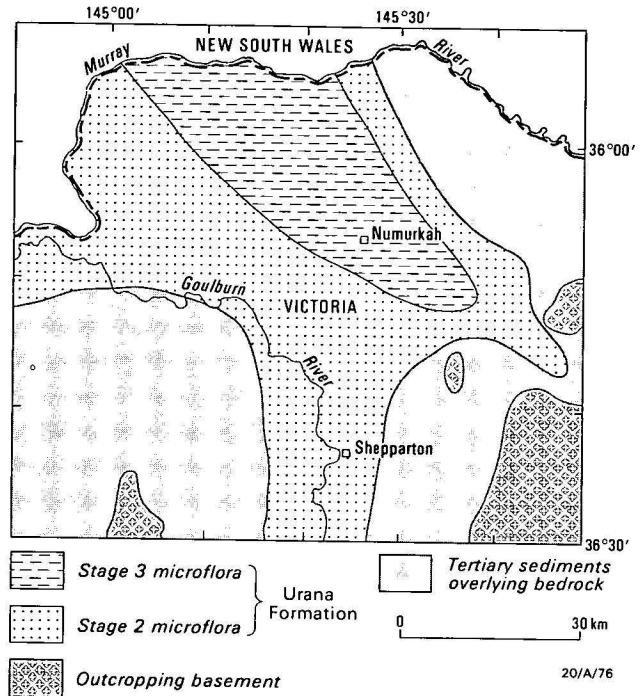 145°00'
145°30'
NEW SOUTH WALES
Murray
River
36°00'
Numurkah
Goulburn
VICTORIA
River
Shepparton
36°30'
Stage 3 microflora
Urana
Formation
Stage 2 microflora
Outcropping basement
Tertiary sediments
overlying bedrock
0
30 km
20/A/76